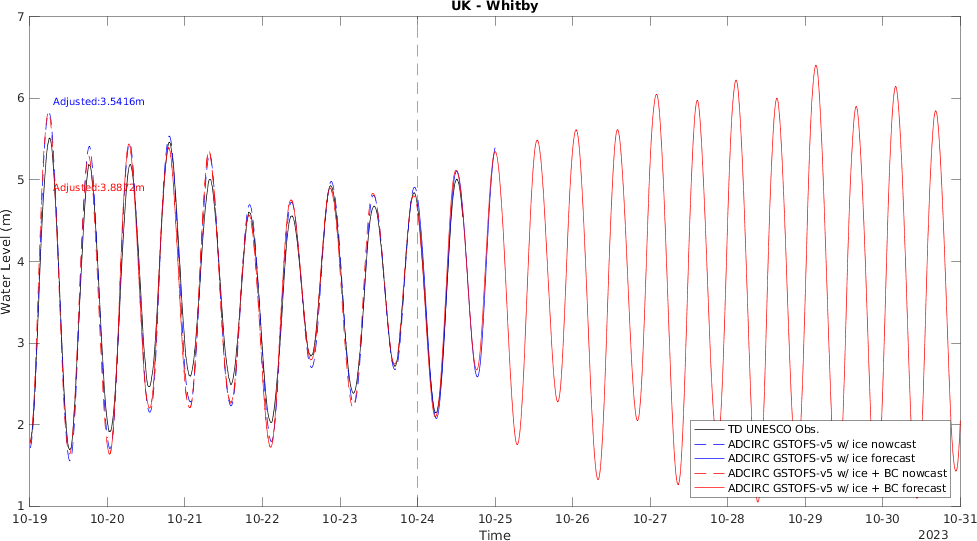 UK - Whitby
7
6
5
4
3
2
1
Water Level (m)
Adjusted:3.5416m
Adjusted:3.8872m
TD UNESCO Obs.
ADCIRC GSTOFS-v5 w/ ice nowcast
ADCIRC GSTOFS-v5 w/ ice forecast
ADCIRC GSTOFS-v5 w/ ice + BC nowcast
ADCIRC GSTOFS-v5 w/ ice + BC forecast
10-19 10-20 10-21 10-22 10-23 10-24 10-25 10-26 10-27 10-28 10-29 10-30 10-31
Time
2023